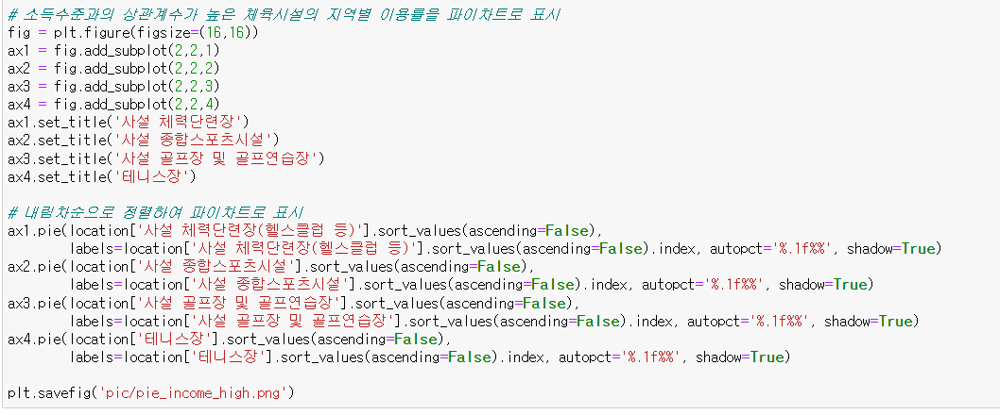 # 소득수준과의 상관계수가 높은 체육시설의 지역별 이용률을 파이차트로 표시
fig = plt.figure(figsize=(16,16))
ax1 = fig.add_subplot(2,2,1)
ax2 = fig.add_subplot(2,2,2)
ax3 = fig.add_subplot(2,2,3)
ax4 = fig.add_subplot(2,2,4)
ax1.set_title('사설 체력단련장')
ax2.set_title('사설 종합스포츠시설')
ax3.set_title('사설 골프장 및 골프연습장')
ax4.set_title('테니스장')

# 내림차순으로 정렬하여 파이차트로 표시
ax1.pie(location['사설 체력단련장(헬스클럽 등)'].sort_values(ascending=False),
        labels=location['사설 체력단련장(헬스클럽 등)'].sort_values(ascending=False).index, autopct='%.1f%%', shadow=True)
ax2.pie(location['사설 종합스포츠시설'].sort_values(ascending=False),
        labels=location['사설 종합스포츠시설'].sort_values(ascending=False).index, autopct='%.1f%%', shadow=True)
ax3.pie(location['사설 골프장 및 골프연습장'].sort_values(ascending=False),
        labels=location['사설 골프장 및 골프연습장'].sort_values(ascending=False).index, autopct='%.1f%%', shadow=True)
ax4.pie(location['테니스장'].sort_values(ascending=False),
        labels=location['테니스장'].sort_values(ascending=False).index, autopct='%.1f%%', shadow=True)

plt.savefig('pic/pie_income_high.png')